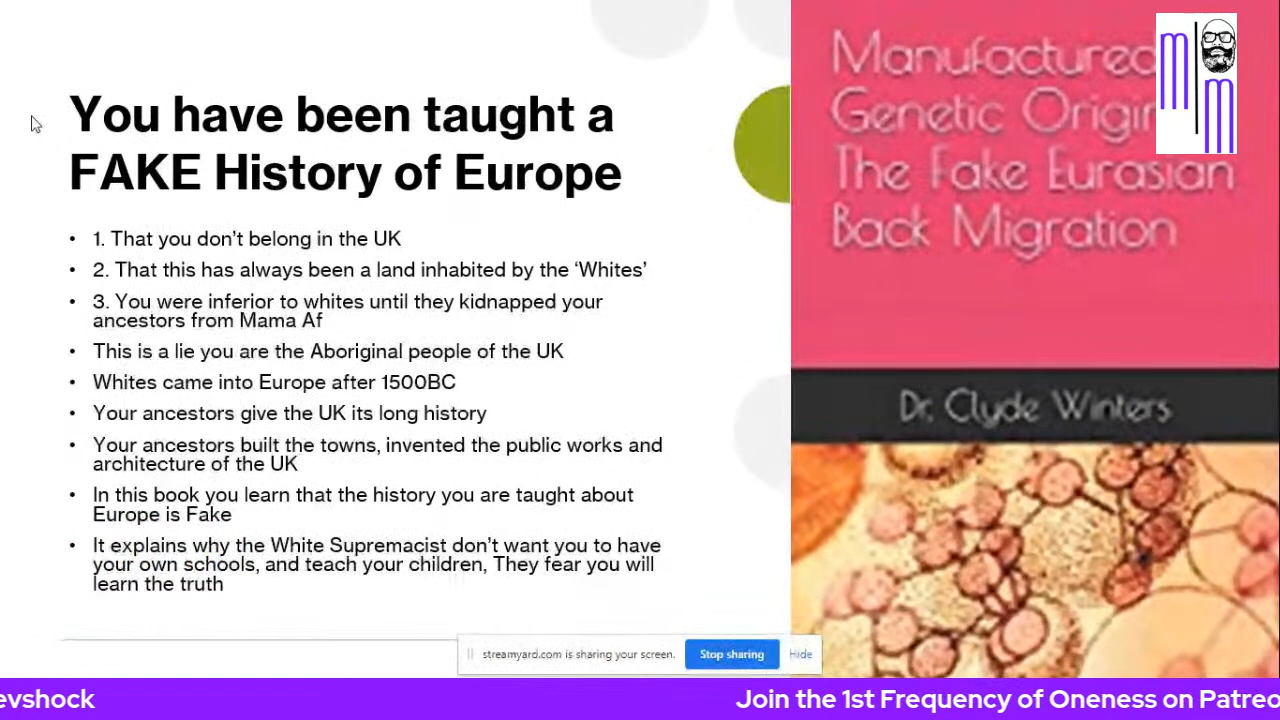 You have been taught a
FAKE History of Europe
• 1. That you don't belong in the UK
• 2. That this has always been a land inhabited by the 'Whites'
• 3. You were inferior to whites until they kidnapped your
ancestors from Mama Af
• This is a lie you are the Aboriginal people of the UK
• Whites came into Europe after 1500BC
• Your ancestors give the UK its long history
• Your ancestors built the towns, invented the public works and
architecture of the UK
• In this book you learn that the history you are taught about
Europe is Fake
• It explains why the White Supremacist don't want you to have
your own schools, and teach your children, They fear you will
learn the truth
Manufactured
Genetic Origin
The Fake Eurasian
Back Migration
m
m
Dr. Clyde Winters
streamyard.com is sharing your screen.
Stop sharing
Hide
evshock
Join the 1st Frequency of Oneness on Patreo